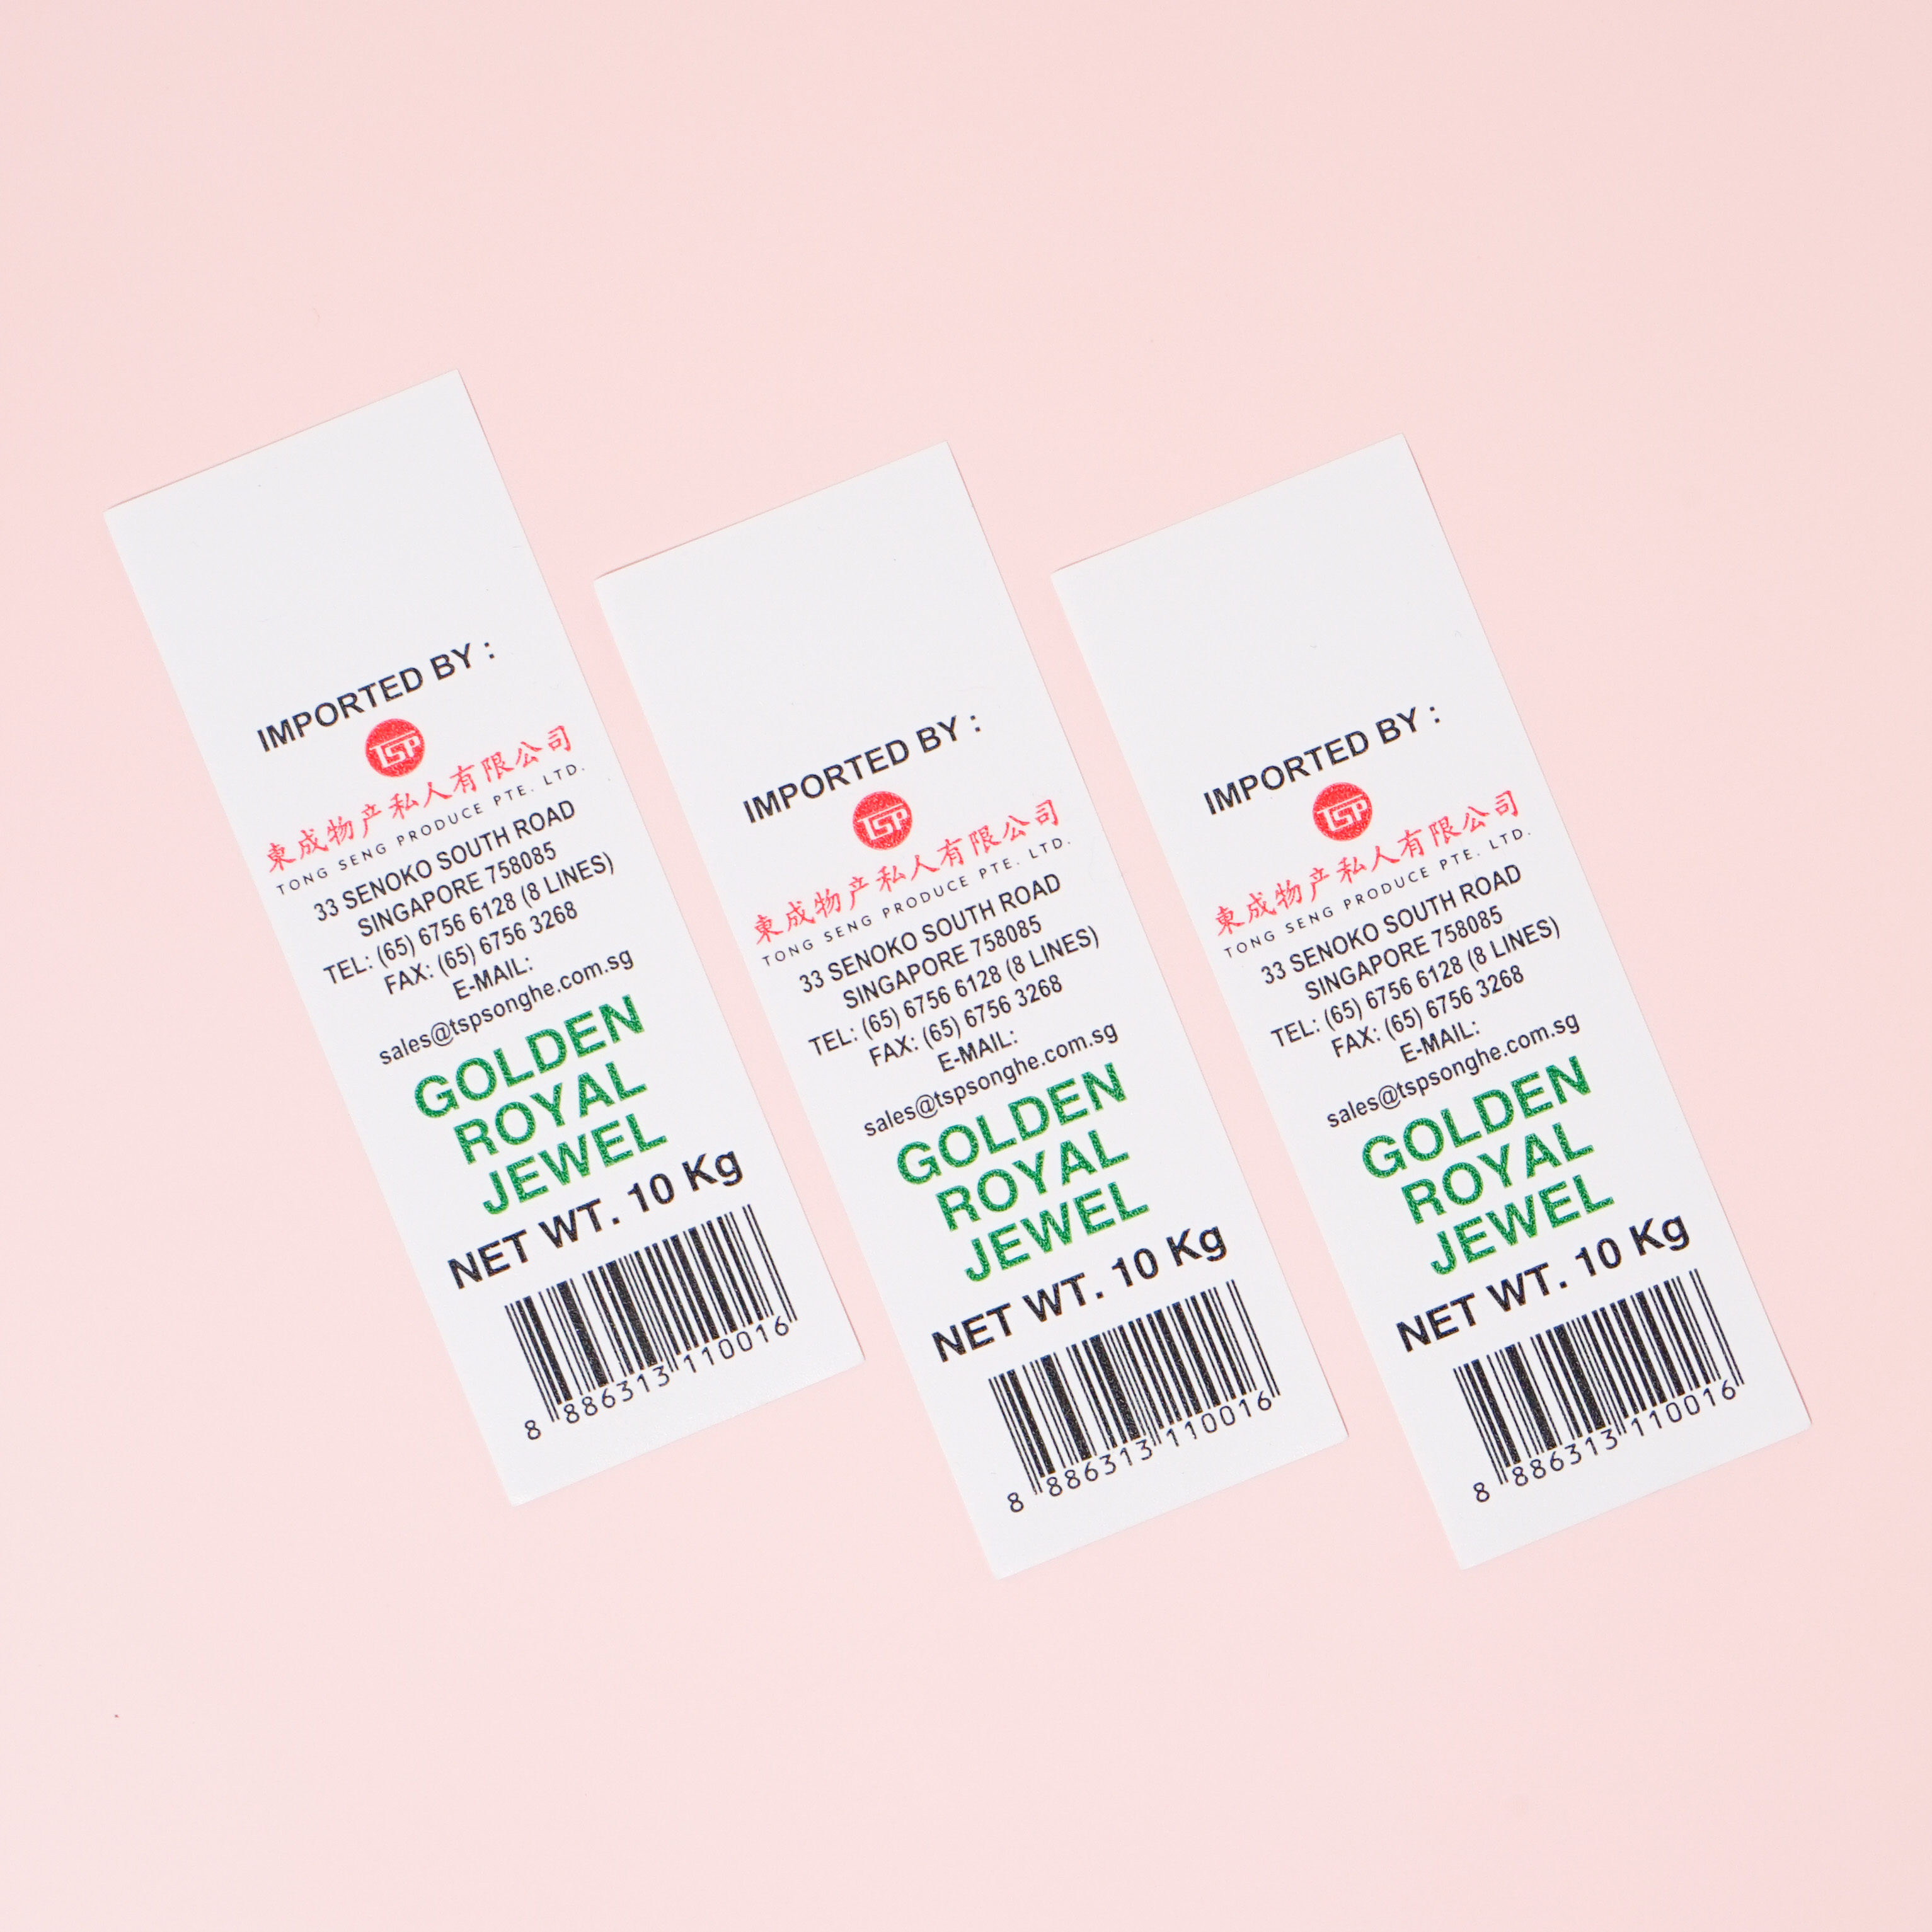 IMPORTED BY :
TSP
東成物产私人有限公司
TONG SENG PRODUCE PTE. LTD.
33 SENOKO SOUTH ROAD
SINGAPORE 758085
TEL: (65) 6756 6128 (8 LINES)
FAX: (65) 6756 3268
E-MAIL:
sales@tspsonghe.com.sg
GOLDEN
ROYAL
JEWEL
NET WT. 10 Kg
8 886313 110016
IMPORTED BY :
TSP
東成物产私人有限公司
TONG SENG PRODUCE PTE. LTD.
33 SENOKO SOUTH ROAD
SINGAPORE 758085
TEL: (65) 6756 6128 (8 LINES)
FAX: (65) 6756 3268
E-MAIL:
sales@tspsonghe.com.sg
GOLDEN
ROYAL
JEWEL
NET WT. 10 Kg
8 886313 110016
IMPORTED BY :
TSP
東成物产私人有限公司
TONG SENG PRODUCE PTE. LTD.
33 SENOKO SOUTH ROAD
SINGAPORE 758085
TEL: (65) 6756 6128 (8 LINES)
FAX: (65) 6756 3268
E-MAIL:
sales@tspsonghe.com.sg
GOLDEN
ROYAL
JEWEL
NET WT. 10 Kg
8 886313 110016